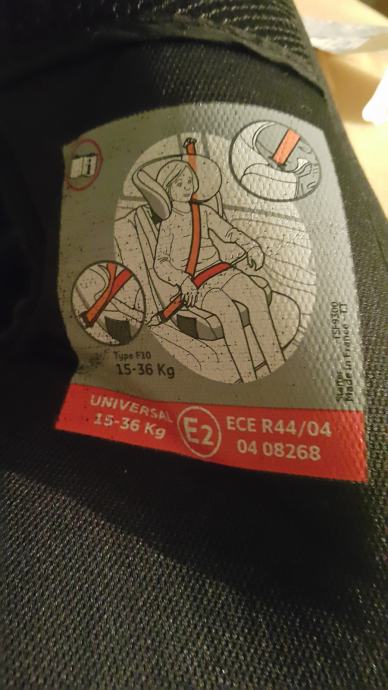 Type F10
15-36 Kg
UNIVERSAL
15-36 Kg
E2
ECE R44/04
04 08268
Made in France